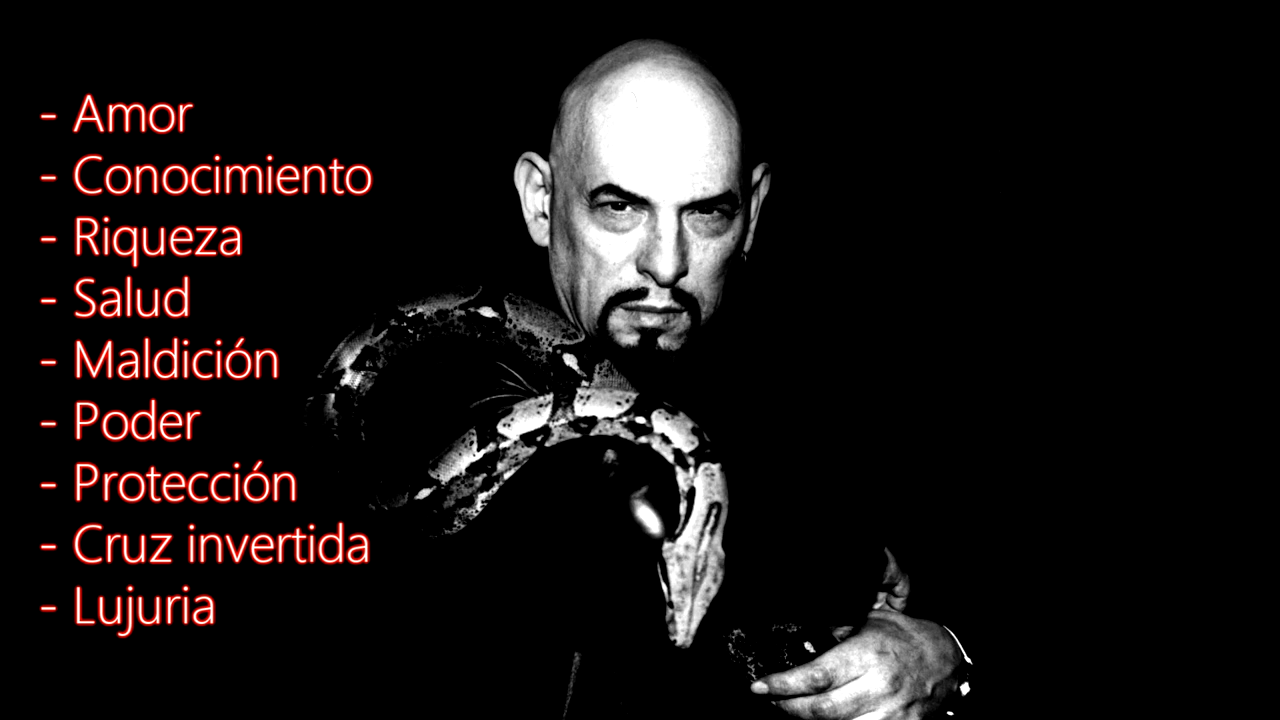 - Amor
- Conocimiento
- Riqueza
- Salud
- Maldición
- Poder
- Protección
- Cruz invertida
- Lujuria